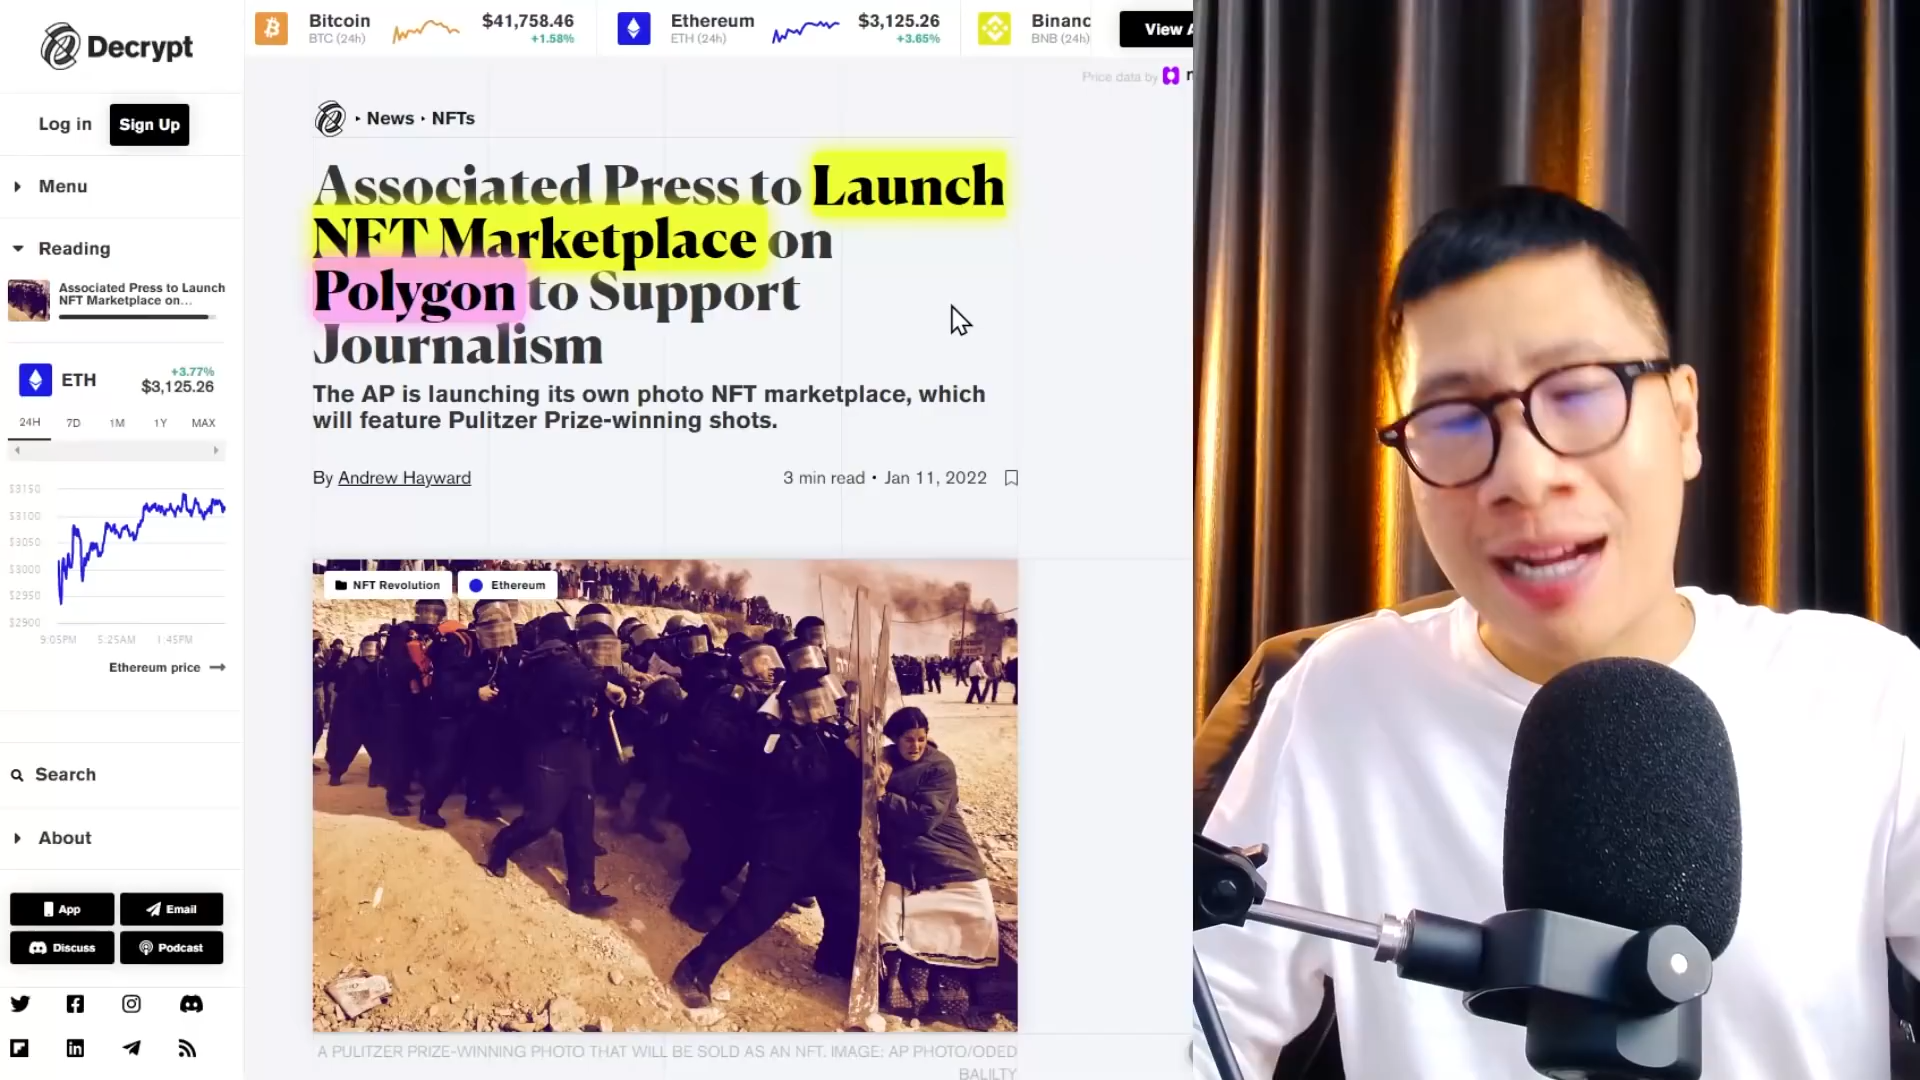 Decrypt
Log in
Sign Up
Menu
Reading
Associated Press to Launch
NFT Marketplace on...
ETH
+3.77%
$3,125.26
24H 7D 1M 1Y MAX
$3150
$3100
$3050
$3000
$2950
$2900
9:05PM 5:25AM 1:45PM
Ethereum price
Search
About
App
Email
Discuss
Podcast
Bitcoin
BTC (24h)
$41,758.46
+1.58%
Ethereum
ETH (24h)
$3,125.26
+3.65%
Binanc
BNB (24h)
View A
Price data by
News NFTs
Associated Press to Launch
NFT Marketplace on
Polygon to Support
Journalism
The AP is launching its own photo NFT marketplace, which
will feature Pulitzer Prize-winning shots.
By Andrew Hayward
3 min read • Jan 11, 2022
NFT Revolution
Ethereum
A PULITZER PRIZE-WINNING PHOTO THAT WILL BE SOLD AS AN NFT. IMAGE: AP PHOTO/ODED
BALILTY